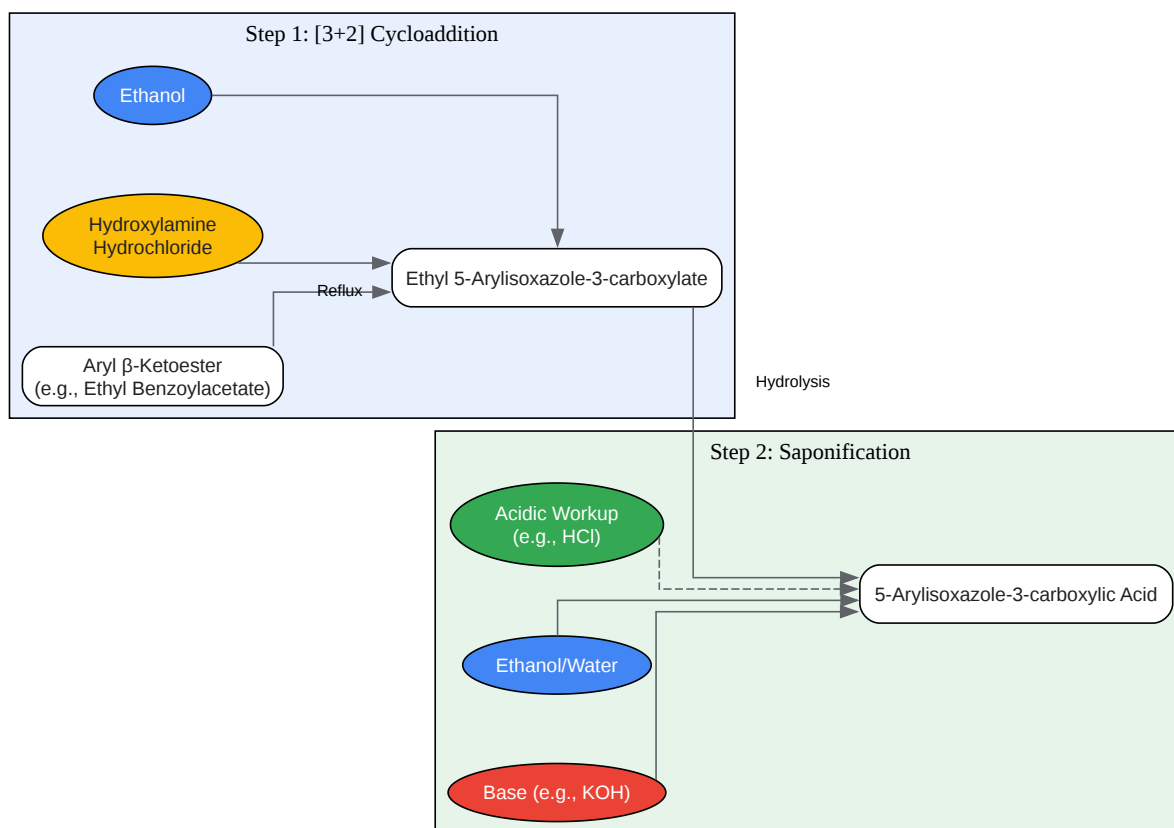 Step 1: [3+2] Cycloaddition
Ethanol
Hydroxylamine
Hydrochloride
Ethyl 5-Arylisoxazole-3-carboxylate
Reflux
Aryl β-Ketoester
(e.g., Ethyl Benzoylacetate)
Hydrolysis
Step 2: Saponification
Acidic Workup
(e.g., HCl)
5-Arylisoxazole-3-carboxylic Acid
Ethanol/Water
Base (e.g., KOH)